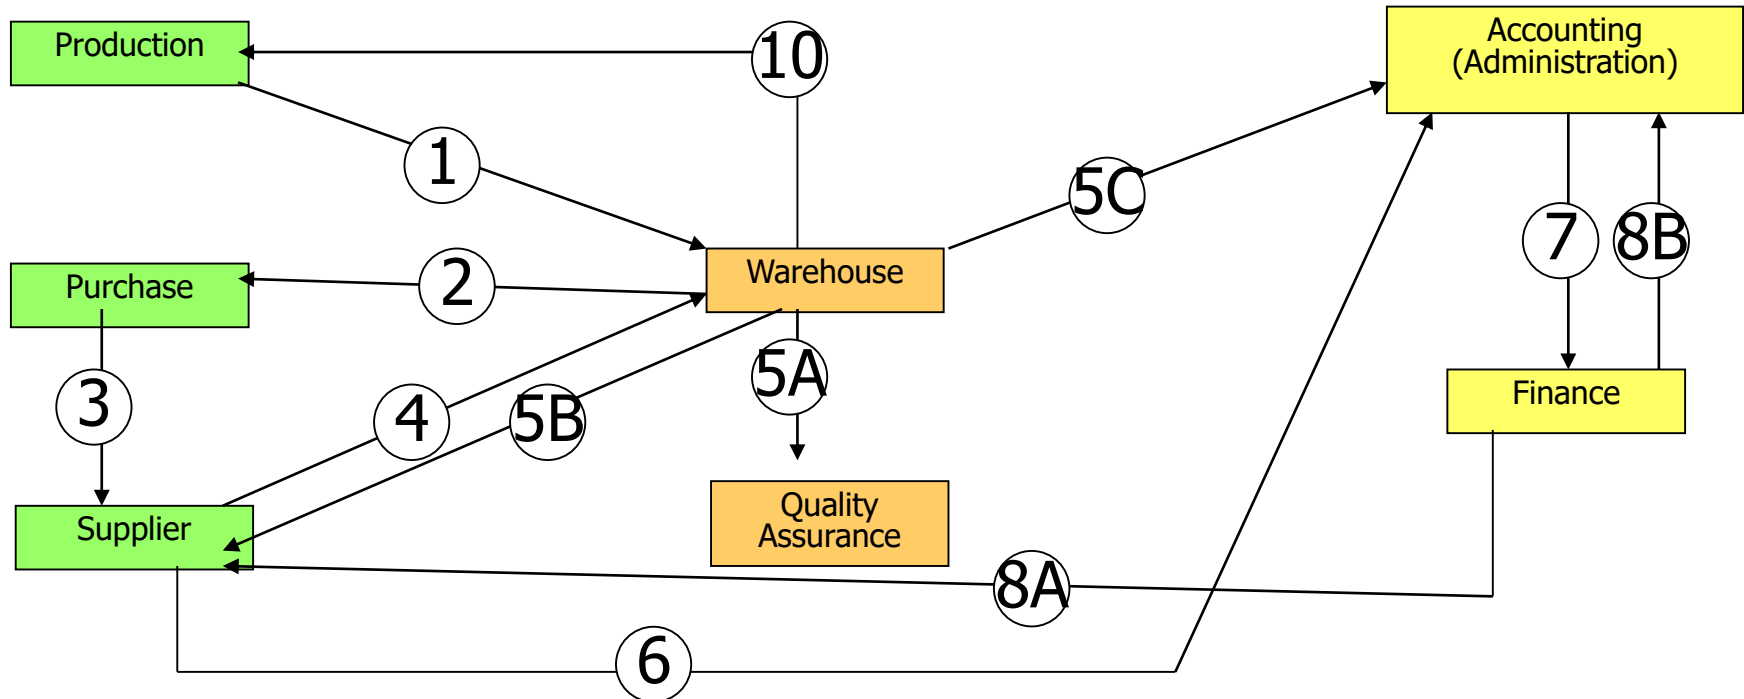 Production
10
Accounting
(Administration)
1
5C
Purchase
2
Warehouse
7
8B
3
4
5B
5A
Finance
Supplier
Quality
Assurance
8A
6